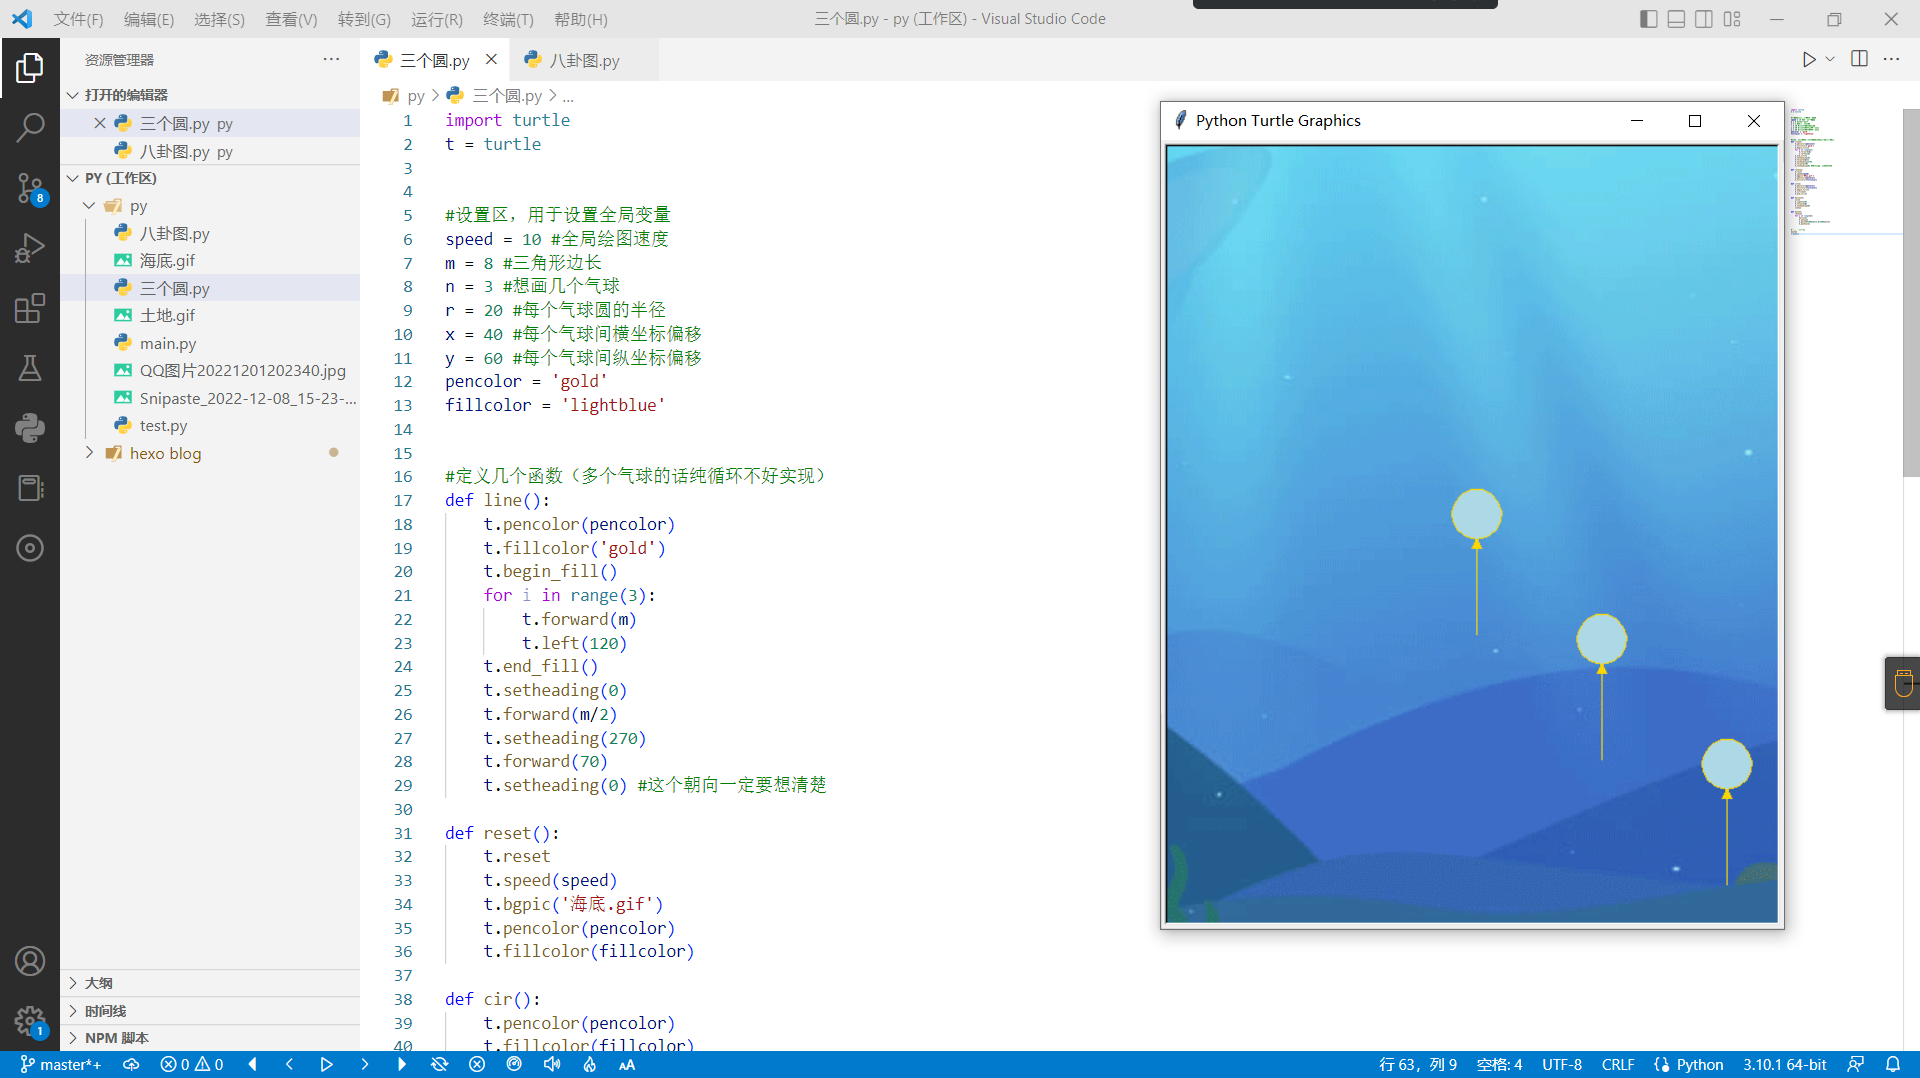 文件(F) 编辑(E) 选择(S) 查看(V) 转到(G) 运行(R) 终端(T) 帮助(H)
三个圆.py - py (工作区) - Visual Studio Code
资源管理器
打开的编辑器
三个圆.py py
八卦图.py py
PY (工作区)
py
八卦图.py
海底.gif
三个圆.py
土地.gif
main.py
QQ图片20221201202340.jpg
Snipaste_2022-12-08_15-23-...
test.py
hexo blog
大纲
时间线
NPM 脚本
8
1
三个圆.py
八卦图.py
py > 三个圆.py > ...
1 import turtle
2 t = turtle
3
4
5 #设置区，用于设置全局变量
6 speed = 10 #全局绘图速度
7 m = 8 #三角形边长
8 n = 3 #想画几个气球
9 r = 20 #每个气球圆的半径
10 x = 40 #每个气球间横坐标偏移
11 y = 60 #每个气球间纵坐标偏移
12 pencolor = 'gold'
13 fillcolor = 'lightblue'
14
15
16 #定义几个函数（多个气球的话纯循环不好实现）
17 def line():
18 t.pencolor(pencolor)
19 t.fillcolor('gold')
20 t.begin_fill()
21 for i in range(3):
22 t.forward(m)
23 t.left(120)
24 t.end_fill()
25 t.setheading(0)
26 t.forward(m/2)
27 t.setheading(270)
28 t.forward(70)
29 t.setheading(0) #这个朝向一定要想清楚
30
31 def reset():
32 t.reset
33 t.speed(speed)
34 t.bgpic('海底.gif')
35 t.pencolor(pencolor)
36 t.fillcolor(fillcolor)
37
38 def cir():
39 t.pencolor(pencolor)
40 t.fillcolor(fillcolor)
Python Turtle Graphics
master*+ 0 0
行 63，列 9 空格: 4 UTF-8 CRLF Python 3.10.1 64-bit